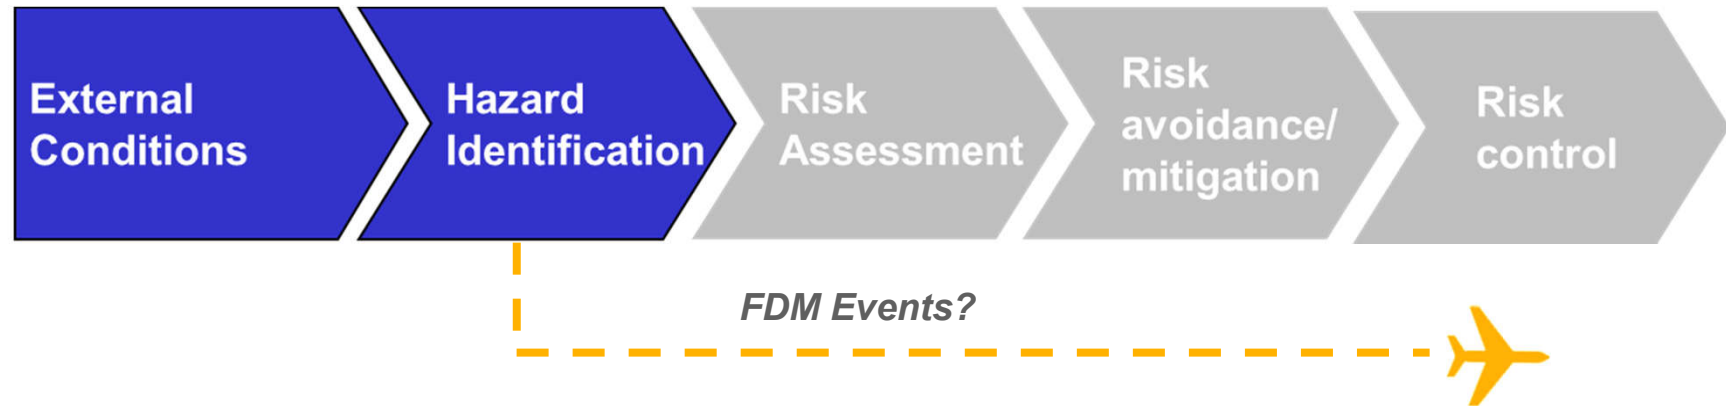 External
Conditions
Hazard
Identification
Risk
Assessment
Risk
avoidance/
mitigation
Risk
control
FDM Events?